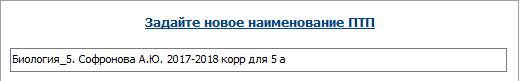 Задайте новое наименование ПТП
Биология_5. Софронова А.Ю. 2017-2018 корр для 5 а